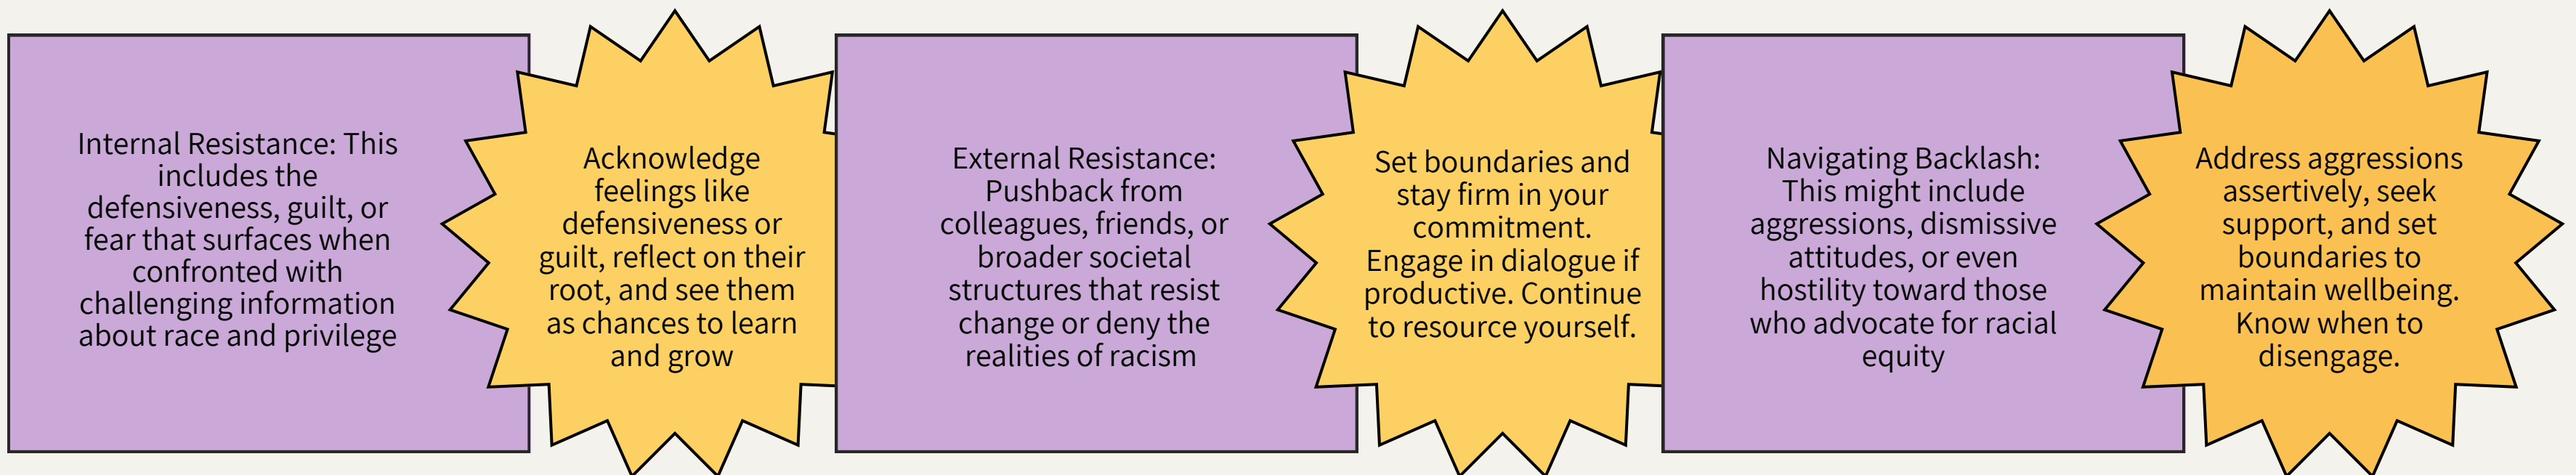 Internal Resistance: This
includes the
defensiveness, guilt, or
fear that surfaces when
confronted with
challenging information
about race and privilege
Acknowledge
feelings like
defensiveness or
guilt, reflect on their
root, and see them
as chances to learn
and grow
External Resistance:
Pushback from
colleagues, friends, or
broader societal
structures that resist
change or deny the
realities of racism
Set boundaries and
stay firm in your
commitment.
Engage in dialogue if
productive. Continue
to resource yourself.
Navigating Backlash:
This might include
aggressions, dismissive
attitudes, or even
hostility toward those
who advocate for racial
equity
Address aggressions
assertively, seek
support, and set
boundaries to
maintain wellbeing.
Know when to
disengage.